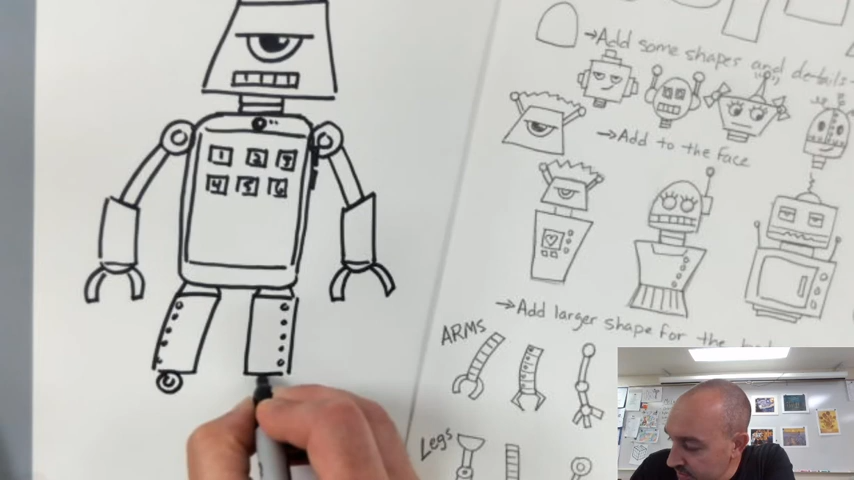 1 2 3
4 5 6
→Add some shapes and details
→Add to the face
→Add larger shape for the
ARMS
Legs